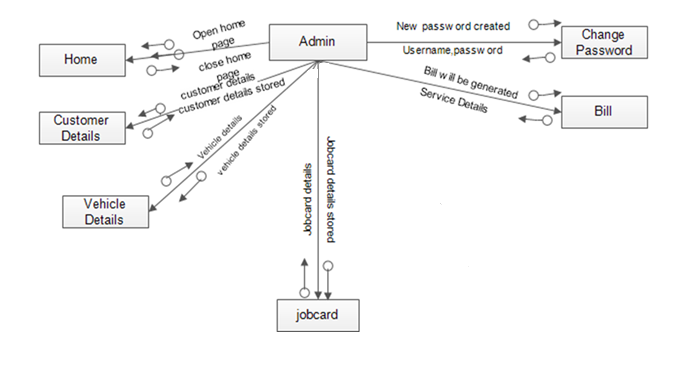 Admin
Home
Open home
page
close home
page
Customer
Details
customer details
customer details stored
Vehicle
Details
Vehicle details
vehicle details stored
jobcard
Jobcard details
Jobcard details stored
New password created
Username,password
Change
Password
Bill will be generated
Service Details
Bill